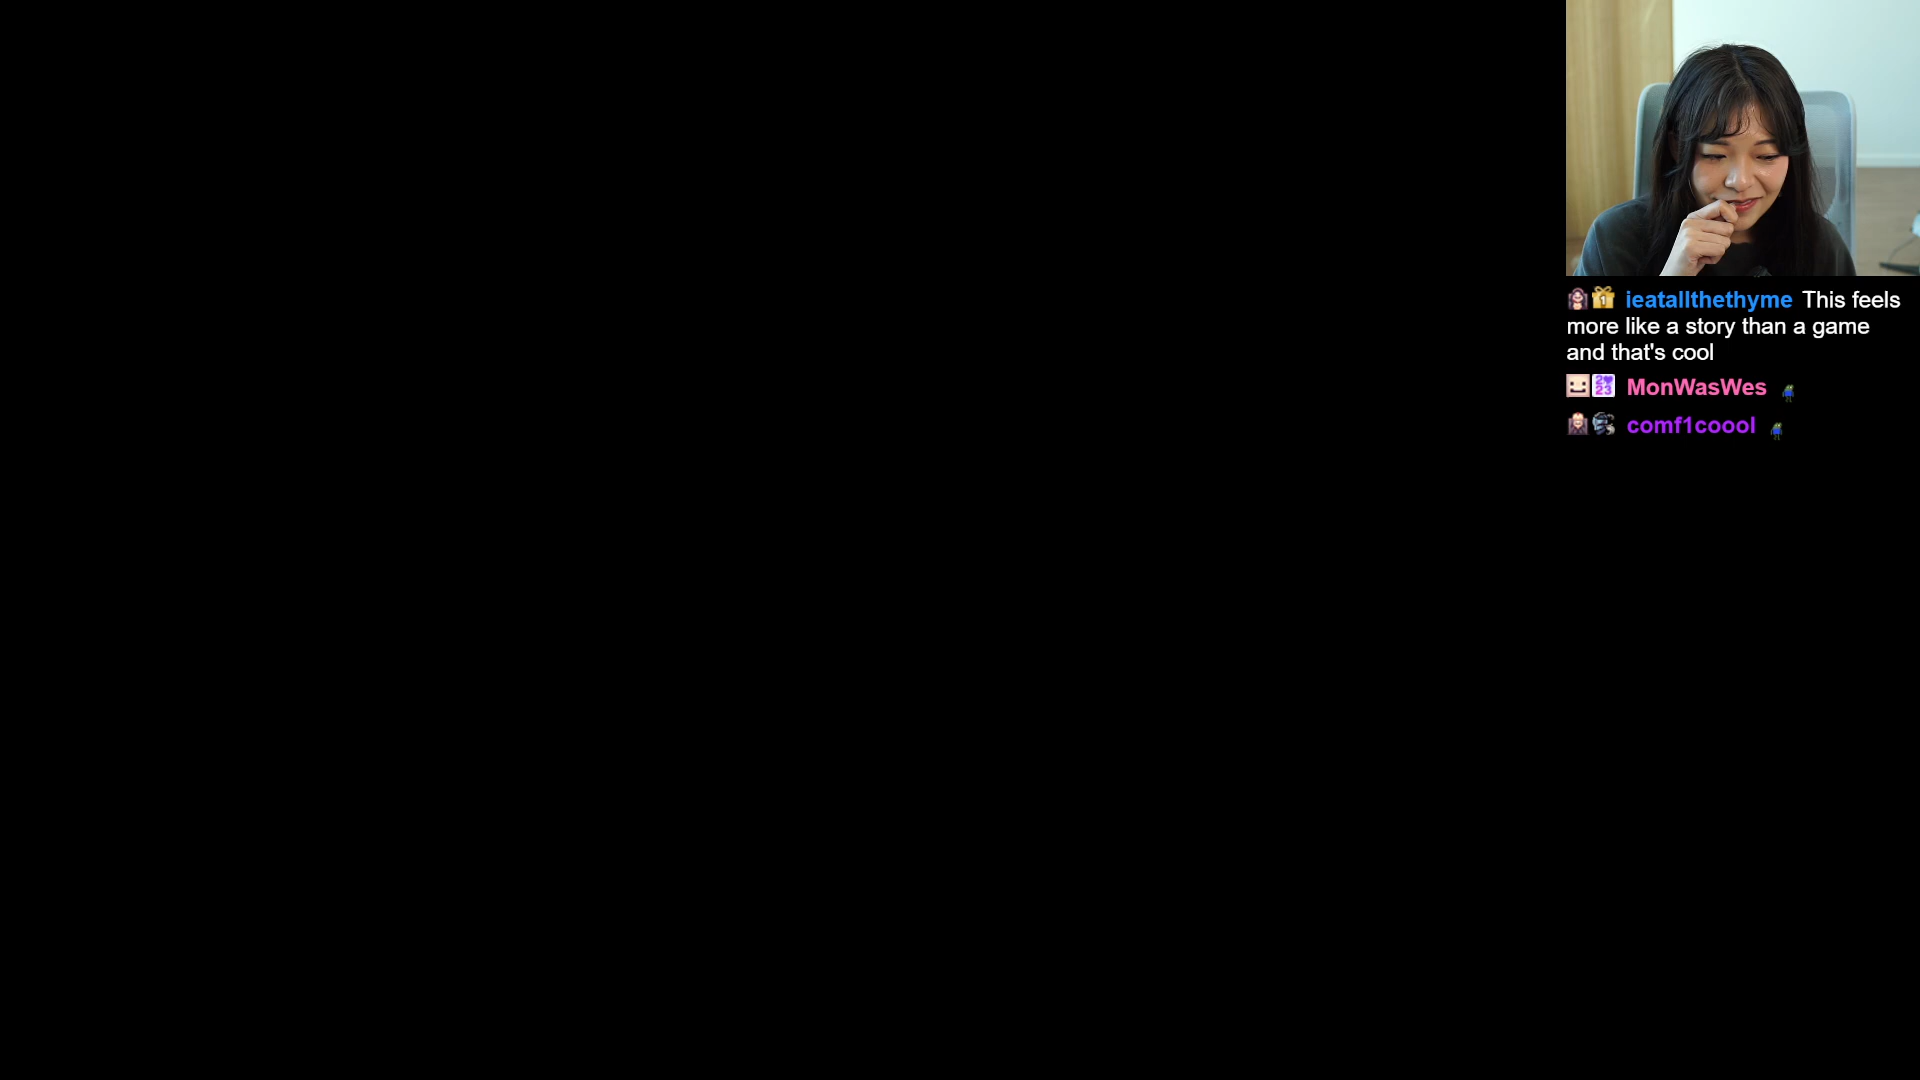 ieatallthethyme This feels
more like a story than a game
and that's cool
MonWasWes
comf1coool